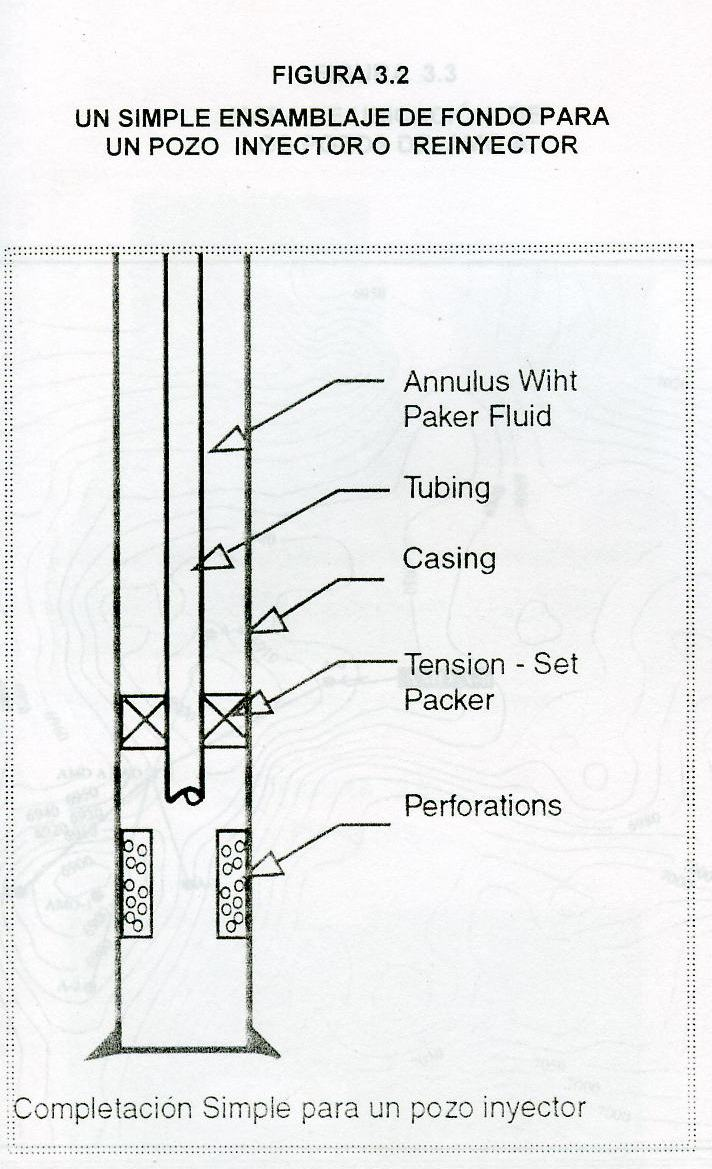 FIGURA 3.2
UN SIMPLE ENSAMBLAJE DE FONDO PARA
UN POZO INYECTOR O REINYECTOR
Annulus Wiht
Paker Fluid
Tubing
Casing
Tension - Set
Packer
Perforations
Completación Simple para un pozo inyector